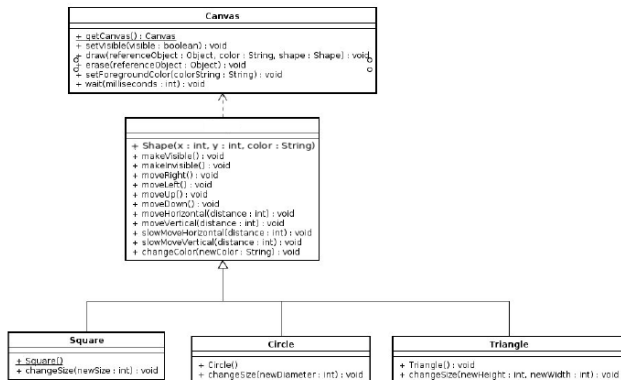 Canvas
+ getCanvas() : Canvas
+ setVisible(visible : boolean) : void
+ draw(referenceObject : Object, color : String, shape : Shape) : void
+ erase(referenceObject : Object) : void
+ setForegroundColor(colorString : String) : void
+ wait(milliseconds : int) : void
+ Shape(x : int, y : int, color : String)
+ makeVisible() : void
+ makeInvisible() : void
+ moveRight() : void
+ moveLeft() : void
+ moveUp() : void
+ moveDown() : void
+ moveHorizontal(distance : int) : void
+ moveVertical(distance : int) : void
+ slowMoveHorizontal(distance : int) : void
+ slowMoveVertical(distance : int) : void
+ changeColor(newColor : String) : void
Square
+ Square()
+ changeSize(newSize : int) : void
Circle
+ Circle()
+ changeSize(newDiameter : int) : void
Triangle
+ Triangle() : void
+ changeSize(newHeight : int, newWidth : int) : void